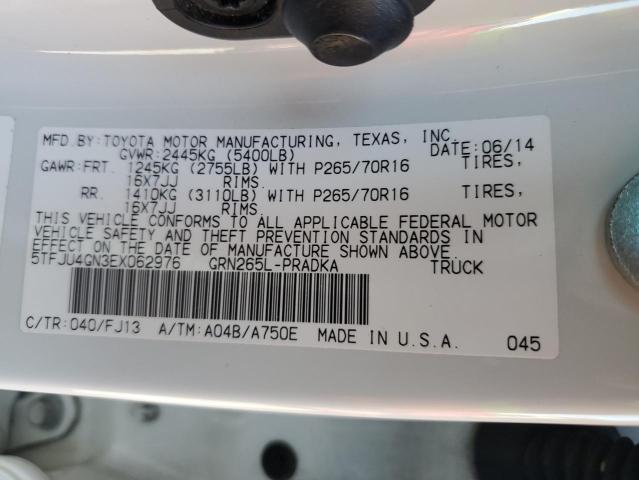 MFD.BY:TOYOTA MOTOR MANUFACTURING, TEXAS, INC.
GVWR:2445KG (5400LB) DATE:06/14
GAWR:FRT. 1245KG (2755LB) WITH P265/70R16 TIRES,
16X7JJ RIMS.
RR. 1410KG (3110LB) WITH P265/70R16 TIRES,
16X7JJ RIMS.
THIS VEHICLE CONFORMS TO ALL APPLICABLE FEDERAL MOTOR
VEHICLE SAFETY AND THEFT PREVENTION STANDARDS IN
EFFECT ON THE DATE OF MANUFACTURE SHOWN ABOVE.
5TFJU4GN3EX062976 GRN265L-PRADKA TRUCK
C/TR:040/FJ13 A/TM:A04B/A750E MADE IN U.S.A. 045